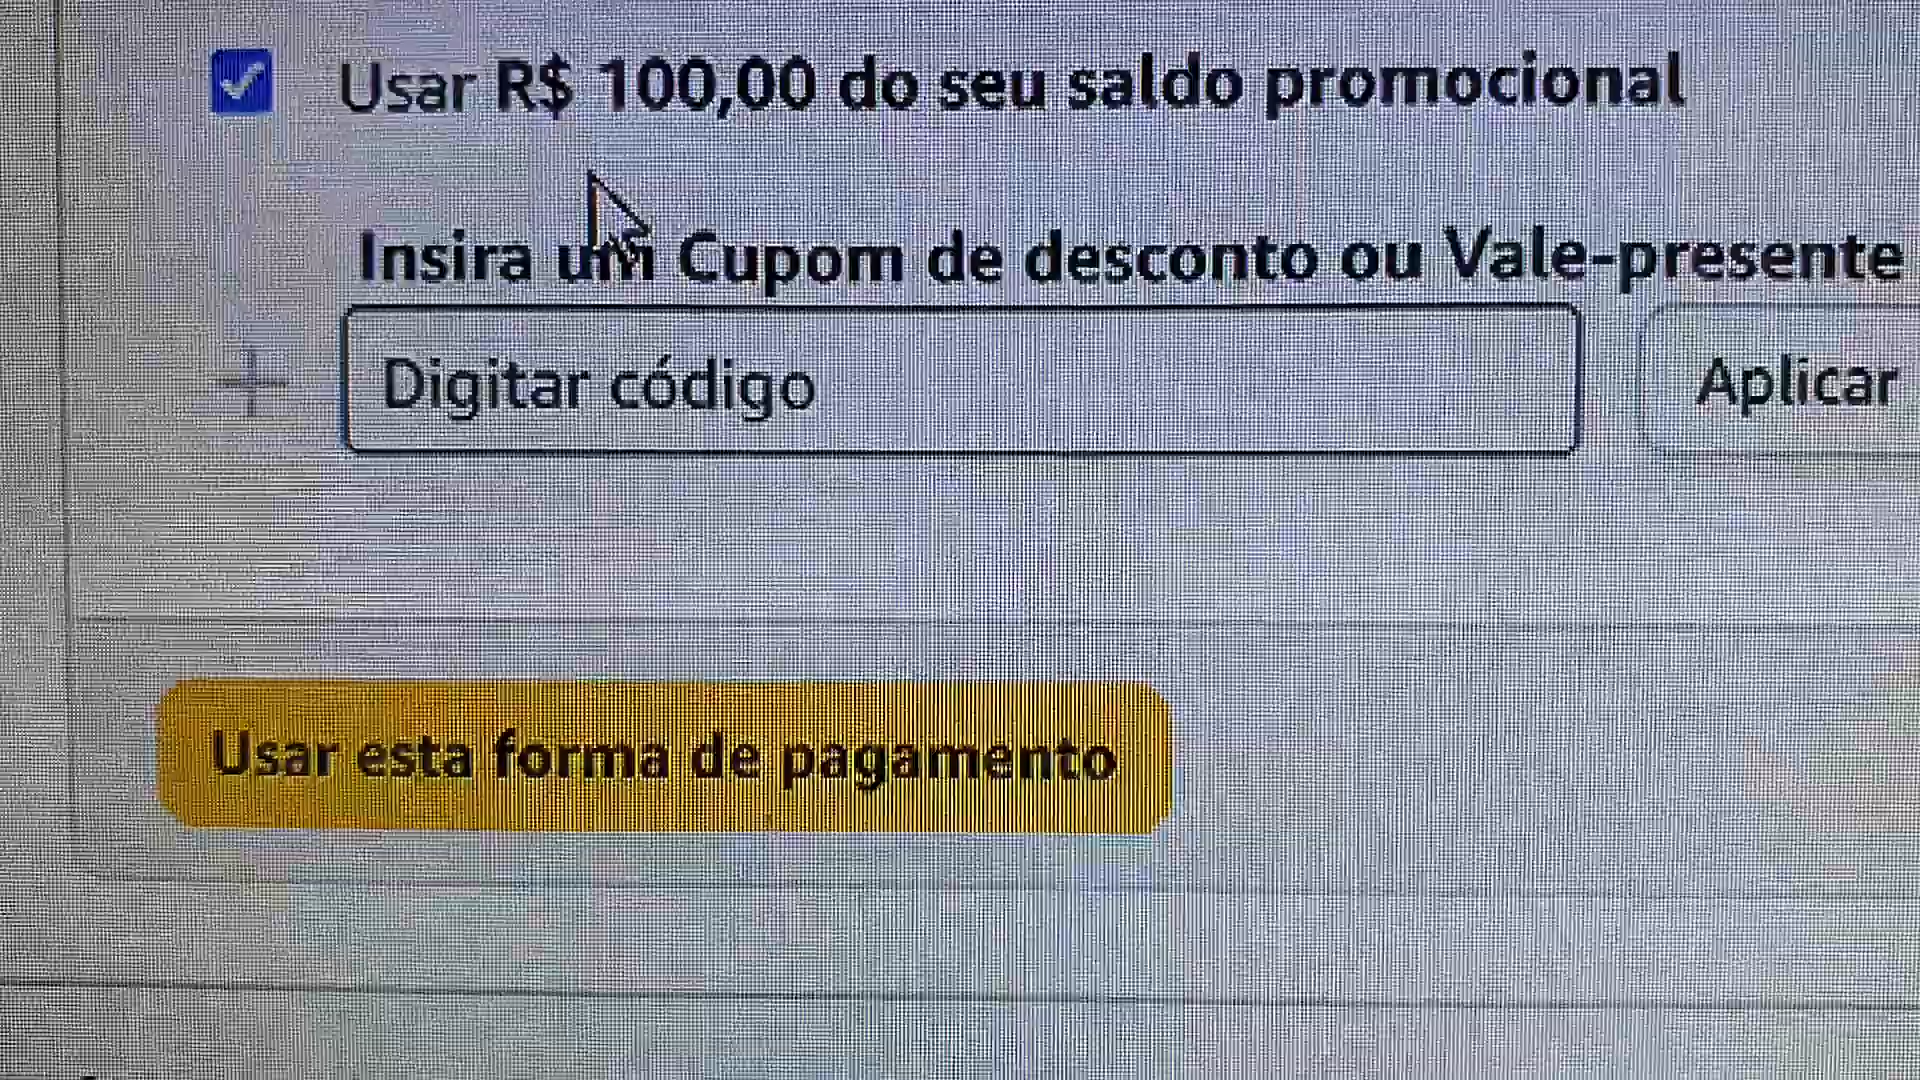 Usar R$ 100,00 do seu saldo promocional
Insira um Cupom de desconto ou Vale-presente
Digitar código
Aplicar
Usar esta forma de pagamento